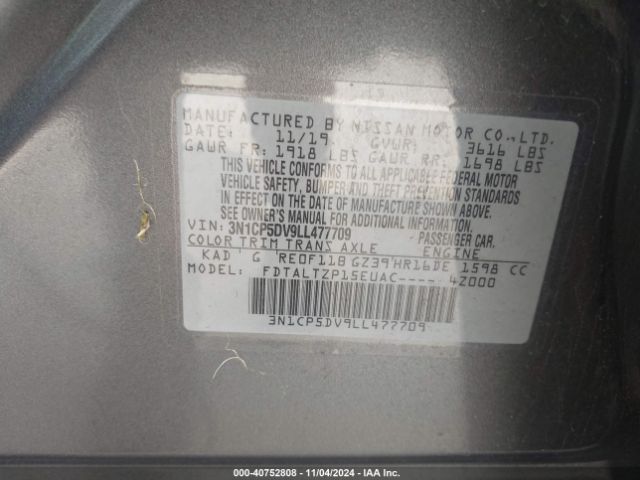 MANUFACTURED BY NISSAN MOTOR CO., LTD.
DATE: 11/19 GVWR: 3616 LBS
GAWR FR: 1918 LBS GAWR RR: 1698 LBS
THIS VEHICLE CONFORMS TO ALL APPLICABLE FEDERAL MOTOR
VEHICLE SAFETY, BUMPER AND THEFT PREVENTION STANDARDS
IN EFFECT ON THE DATE OF MANUFACTURE SHOWN ABOVE.
SEE OWNER'S MANUAL FOR ADDITIONAL INFORMATION.
VIN: 3N1CP5DV9LL477709 PASSENGER CAR.
COLOR TRIM TRANS AXLE ENGINE
KAD G RE0F11B GZ39 HR16DE 1598 CC
MODEL: FDTALTZP15EUAC---- 4Z000
3N1CP5DV9LL477709
000-40752808 - 11/04/2024 - IAA Inc.